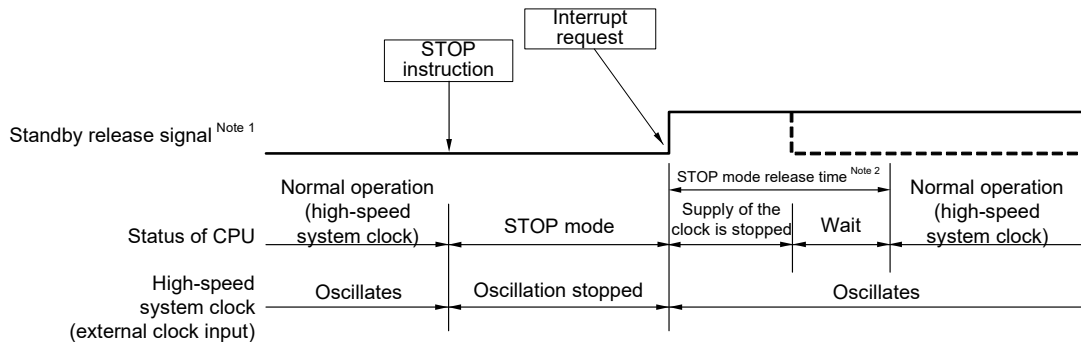 Interrupt
request
STOP
instruction
Standby release signal Note 1
STOP mode release time Note 2
Normal operation
(high-speed
system clock)
Normal operation
(high-speed
system clock)
Status of CPU
STOP mode
Supply of the
clock is stopped
Wait
High-speed
system clock
(external clock input)
Oscillates
Oscillation stopped
Oscillates